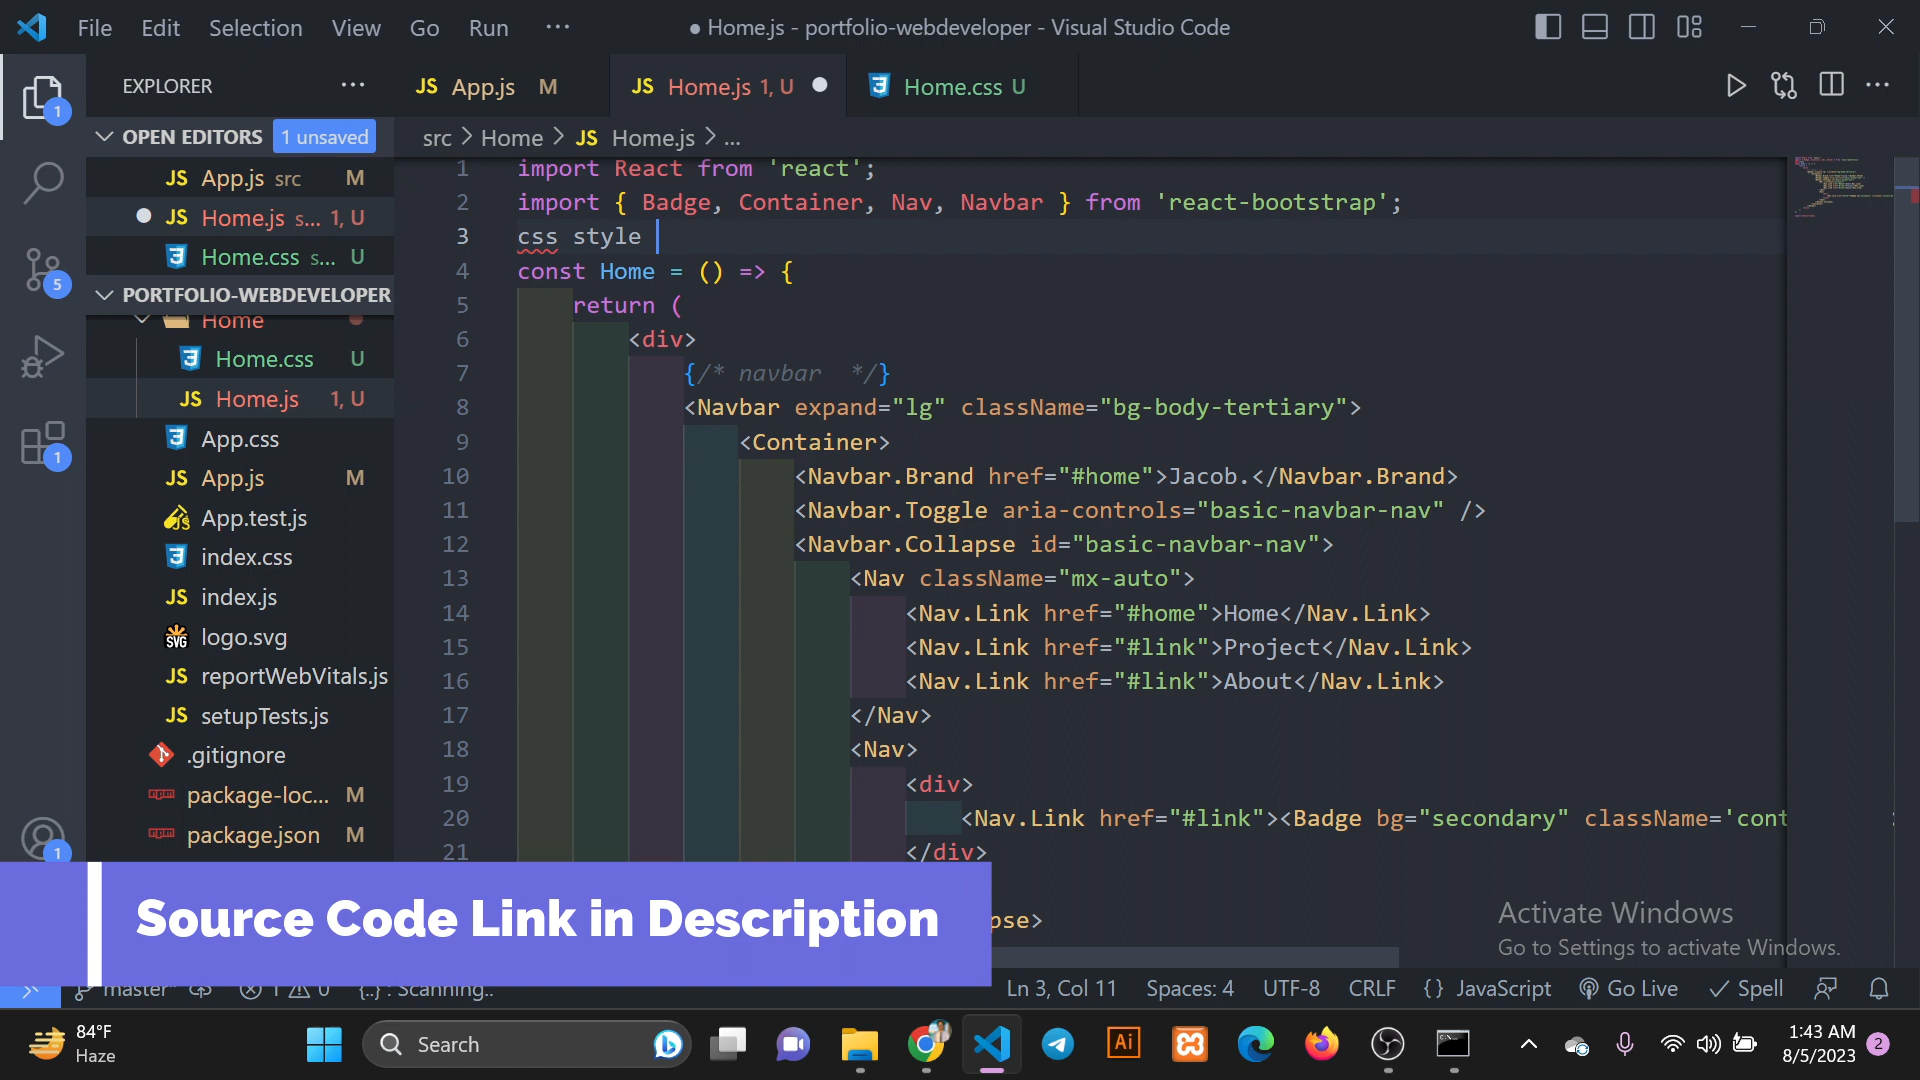 File Edit Selection View Go Run ···
● Home.js - portfolio-webdeveloper - Visual Studio Code
EXPLORER ···
JS App.js M
JS Home.js 1, U
Home.css U
OPEN EDITORS 1 unsaved
src > Home > JS Home.js > ...
JS App.js src M
JS Home.js s... 1, U
Home.css s... U
PORTFOLIO-WEBDEVELOPER
Home
Home.css U
JS Home.js 1, U
App.css
JS App.js M
App.test.js
index.css
JS index.js
SVG logo.svg
JS reportWebVitals.js
JS setupTests.js
.gitignore
package-loc... M
package.json M
1 import React from 'react';
2 import { Badge, Container, Nav, Navbar } from 'react-bootstrap';
3 css style
4 const Home = () => {
5 return (
6 <div>
7 {/* navbar  */}
8 <Navbar expand="lg" className="bg-body-tertiary">
9 <Container>
10 <Navbar.Brand href="#home">Jacob.</Navbar.Brand>
11 <Navbar.Toggle aria-controls="basic-navbar-nav" />
12 <Navbar.Collapse id="basic-navbar-nav">
13 <Nav className="mx-auto">
14 <Nav.Link href="#home">Home</Nav.Link>
15 <Nav.Link href="#link">Project</Nav.Link>
16 <Nav.Link href="#link">About</Nav.Link>
17 </Nav>
18 <Nav>
19 <div>
20 <Nav.Link href="#link"><Badge bg="secondary" className='cont
21 </div>
pse>
1
5
1
1
Source Code Link in Description
Activate Windows
Go to Settings to activate Windows.
master* 1 0 {..} : Scanning..
Ln 3, Col 11 Spaces: 4 UTF-8 CRLF {} JavaScript Go Live Spell
84°F
Haze
Search
Ai
1:43 AM
8/5/2023
2